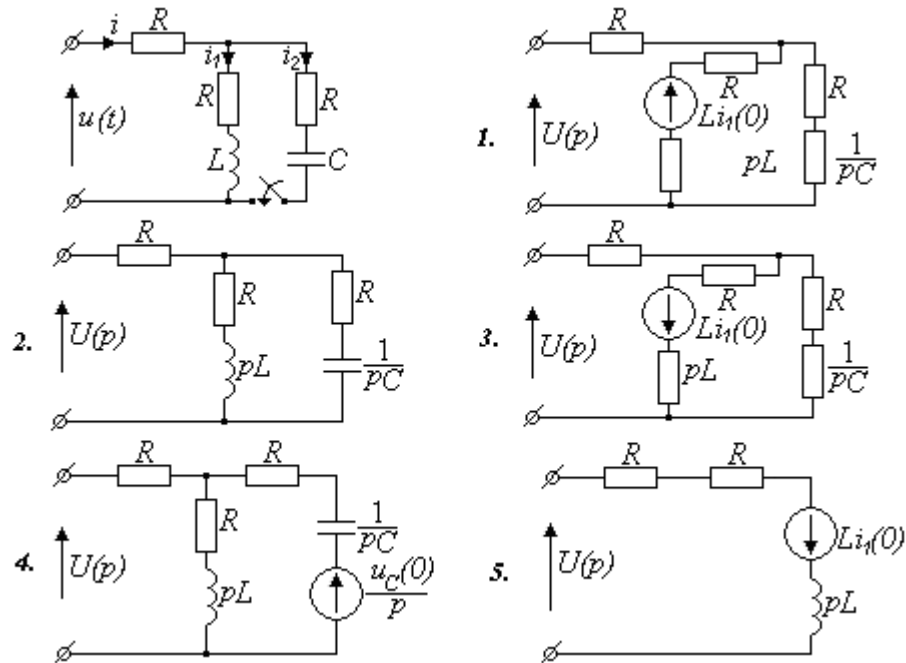 i R
i₁ i₂
R R
u(t)
L C
1.
R
R
Li₁(0)
R
U(p)
pL
1/pC
2.
R
R R
U(p)
pL
1/pC
3.
R
R
Li₁(0)
R
U(p)
pL
1/pC
4.
R R
R
1/pC
U(p)
pL
u_C(0)/p
5.
R R
Li₁(0)
U(p)
pL